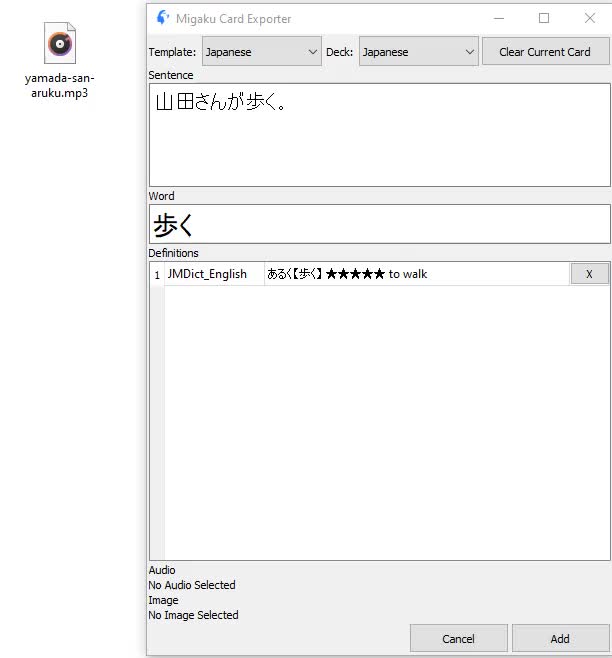 Migaku Card Exporter
yamada-san-
aruku.mp3
Template: Japanese Deck: Japanese Clear Current Card
Sentence
山田さんが歩く。
Word
歩く
Definitions
1 JMDict_English あるく【歩く】 ★★★★★ to walk X
Audio
No Audio Selected
Image
No Image Selected
Cancel Add